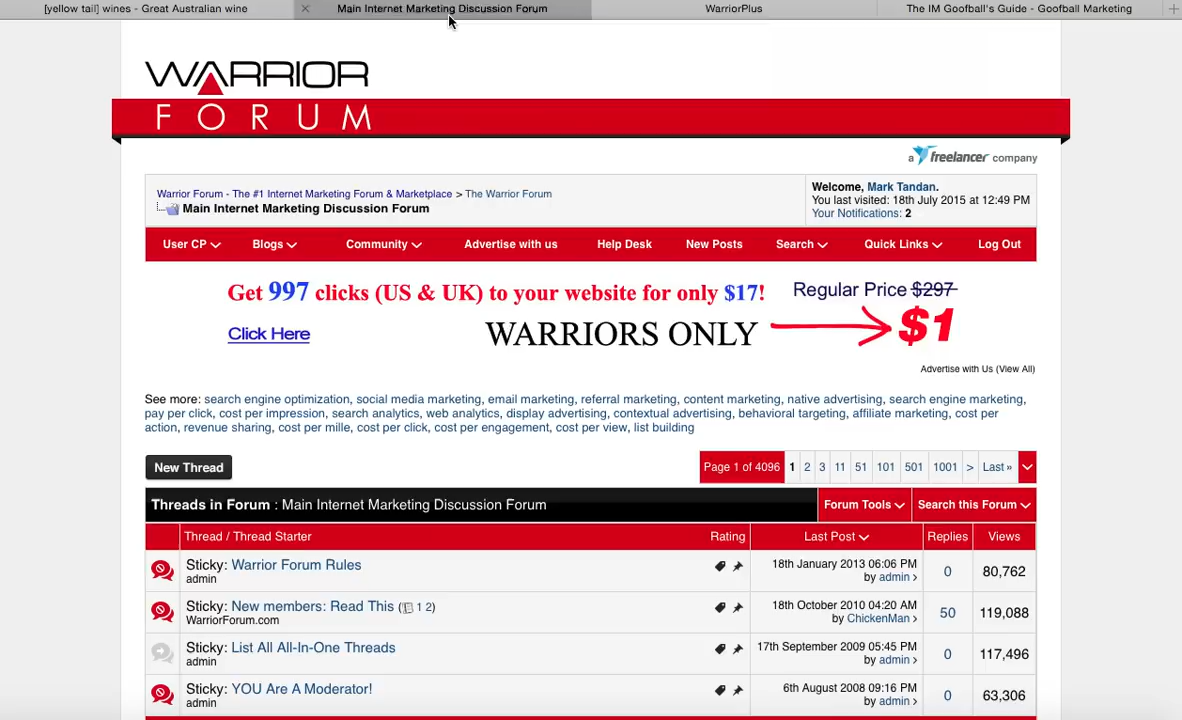 [yellow tail] wines - Great Australian wine
Main Internet Marketing Discussion Forum
WarriorPlus
The IM Goofball's Guide - Goofball Marketing
WARRIOR
FORUM
a freelancer company
Warrior Forum - The #1 Internet Marketing Forum & Marketplace > The Warrior Forum
Main Internet Marketing Discussion Forum
Welcome, Mark Tandan.
You last visited: 18th July 2015 at 12:49 PM
Your Notifications: 2
User CP Blogs Community Advertise with us Help Desk New Posts Search Quick Links Log Out
Get 997 clicks (US & UK) to your website for only $17!
Click Here
Regular Price $297
WARRIORS ONLY $1
Advertise with Us (View All)
See more: search engine optimization, social media marketing, email marketing, referral marketing, content marketing, native advertising, search engine marketing,
pay per click, cost per impression, search analytics, web analytics, display advertising, contextual advertising, behavioral targeting, affiliate marketing, cost per
action, revenue sharing, cost per mille, cost per click, cost per engagement, cost per view, list building
New Thread
Page 1 of 4096 1 2 3 11 51 101 501 1001 > Last »
Threads in Forum : Main Internet Marketing Discussion Forum
Forum Tools Search this Forum
Thread / Thread Starter Rating Last Post Replies Views
Sticky: Warrior Forum Rules
admin
18th January 2013 06:06 PM
by admin ›
0 80,762
Sticky: New members: Read This ( 1 2)
WarriorForum.com
18th October 2010 04:20 AM
by ChickenMan ›
50 119,088
Sticky: List All All-In-One Threads
admin
17th September 2009 05:45 PM
by admin ›
0 117,496
Sticky: YOU Are A Moderator!
admin
6th August 2008 09:16 PM
by admin ›
0 63,306